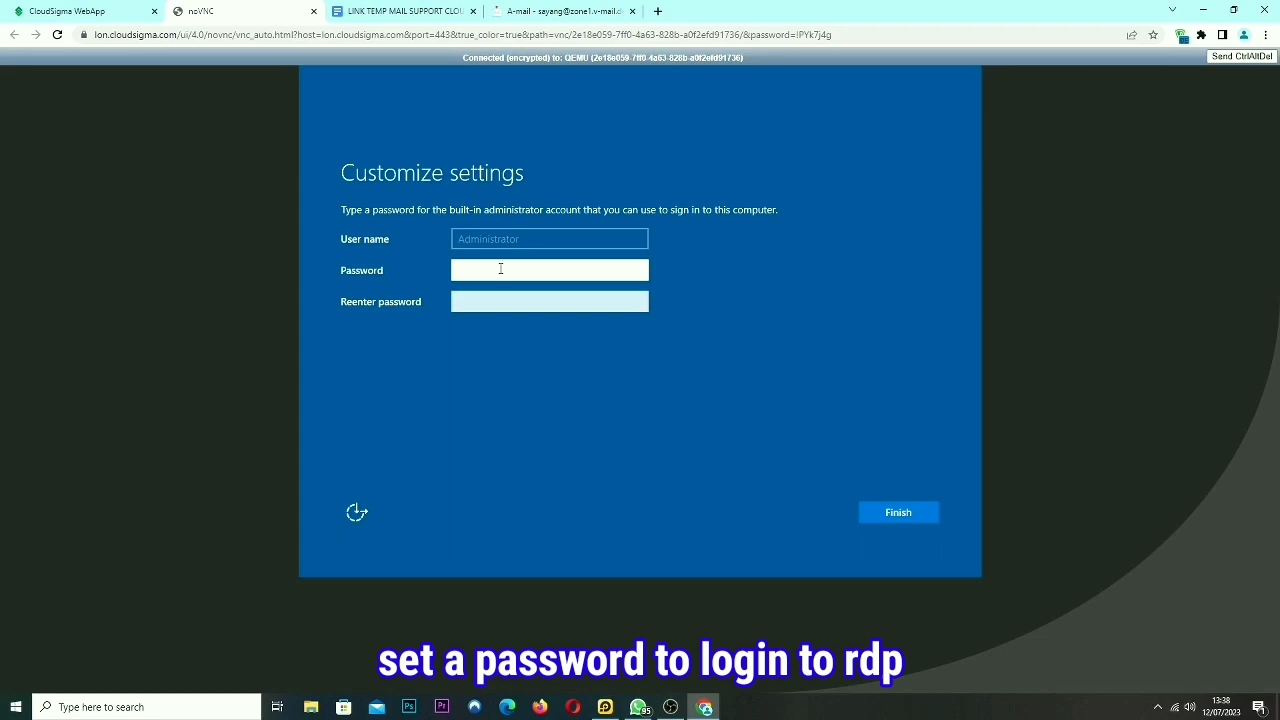 CloudSigma WebApp
noVNC
LINK TEMP MAIL SUPPORT CLOU
A-mail - sayang@zone1.v-mail.d
lon.cloudsigma.com/ui/4.0/novnc/vnc_auto.html?host=lon.cloudsigma.com&port=443&true_color=true&path=vnc/2e18e059-7ff0-4a63-828b-a0f2efd91736/&password=IPYk7j4g
Connected (encrypted) to: QEMU (2e18e059-7ff0-4a63-828b-a0f2efd91736)
Send CtrlAltDel
Customize settings
Type a password for the built-in administrator account that you can use to sign in to this computer.
User name
Administrator
Password
Reenter password
Finish
set a password to login to rdp
Type here to search
Ps
Pr
85
13:38
12/07/2023